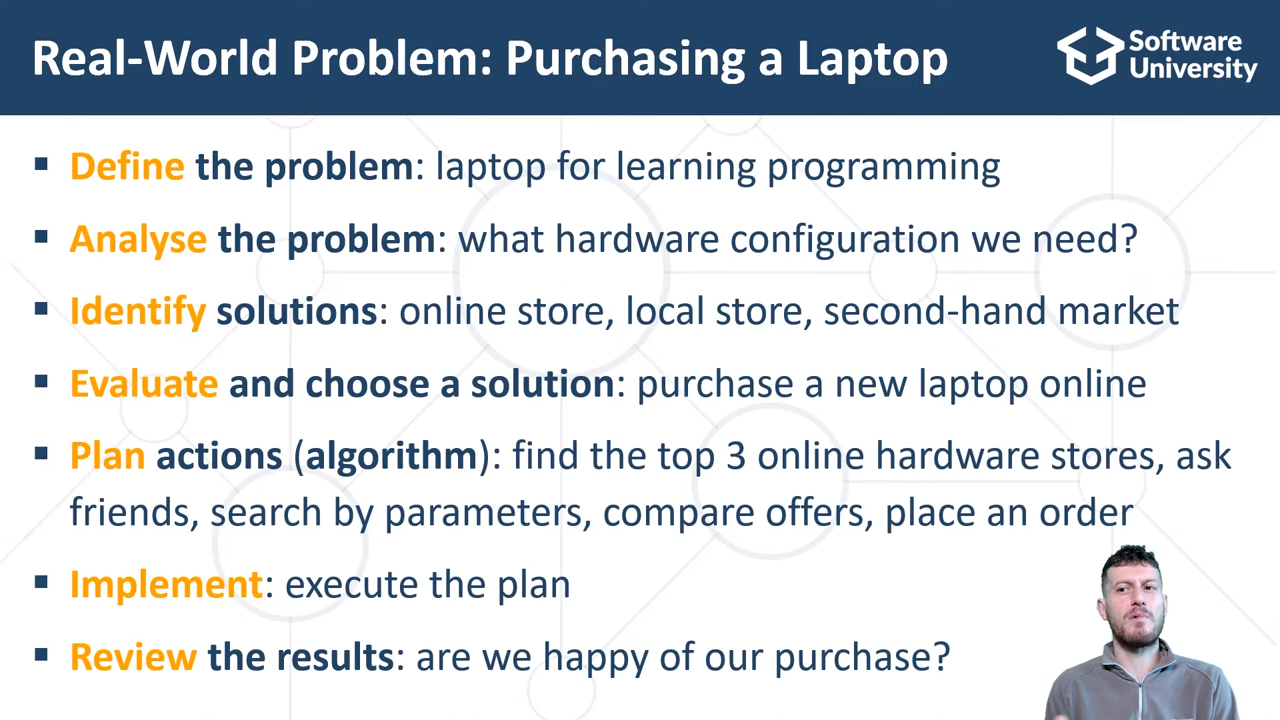 Real-World Problem: Purchasing a Laptop
Software
University
▪ Define the problem: laptop for learning programming
▪ Analyse the problem: what hardware configuration we need?
▪ Identify solutions: online store, local store, second-hand market
▪ Evaluate and choose a solution: purchase a new laptop online
▪ Plan actions (algorithm): find the top 3 online hardware stores, ask
friends, search by parameters, compare offers, place an order
▪ Implement: execute the plan
▪ Review the results: are we happy of our purchase?